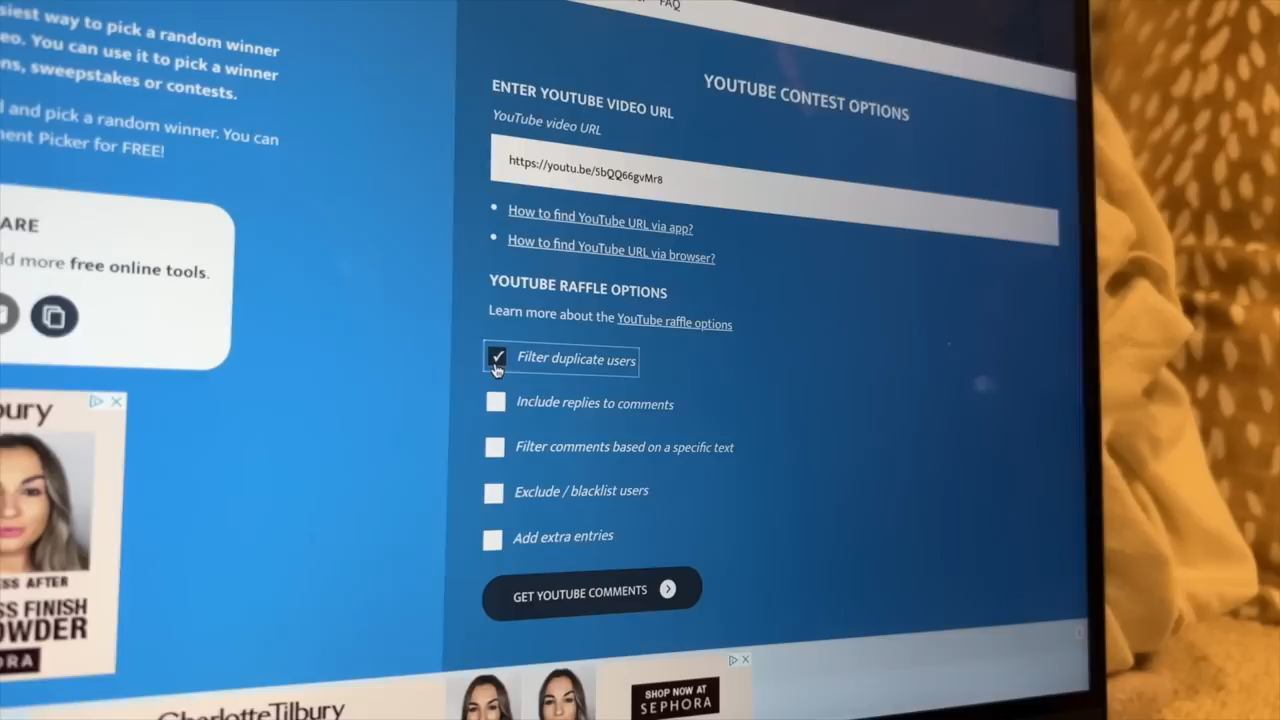 FAQ
siest way to pick a random winner
eo. You can use it to pick a winner
ns, sweepstakes or contests.
l and pick a random winner. You can
ment Picker for FREE!
ARE
ld more free online tools.
YOUTUBE CONTEST OPTIONS
ENTER YOUTUBE VIDEO URL
YouTube video URL
https://youtu.be/5bQQ66gvMr8
How to find YouTube URL via app?
How to find YouTube URL via browser?
YOUTUBE RAFFLE OPTIONS
Learn more about the YouTube raffle options
Filter duplicate users
Include replies to comments
Filter comments based on a specific text
Exclude / blacklist users
Add extra entries
GET YOUTUBE COMMENTS
bury
SS AFTER
SS FINISH
OWDER
ORA
CharlotteTilbury
SHOP NOW AT
SEPHORA